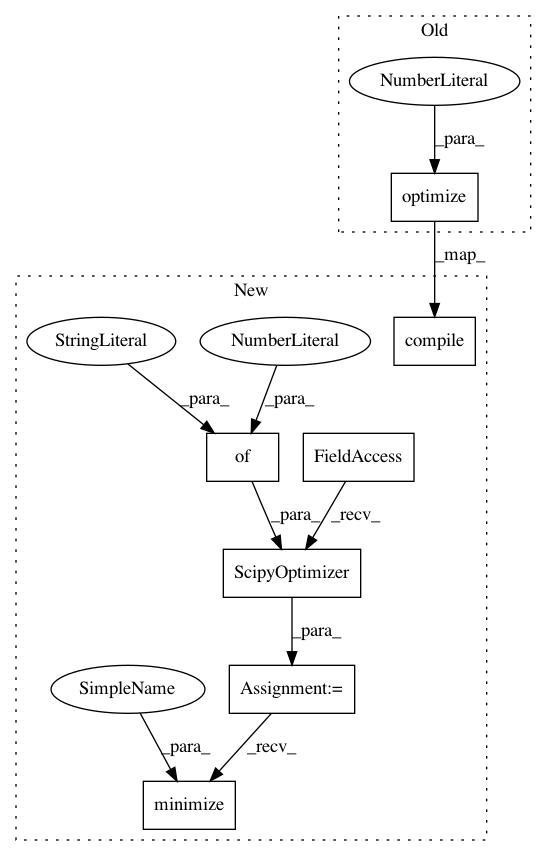 Old
NumberLiteral
_para_
optimize
_map_
New
StringLiteral
NumberLiteral
compile
_para_
_para_
of
FieldAccess
_para_
_recv_
ScipyOptimizer
_para_
SimpleName
Assignment:=
_para_
_recv_
minimize